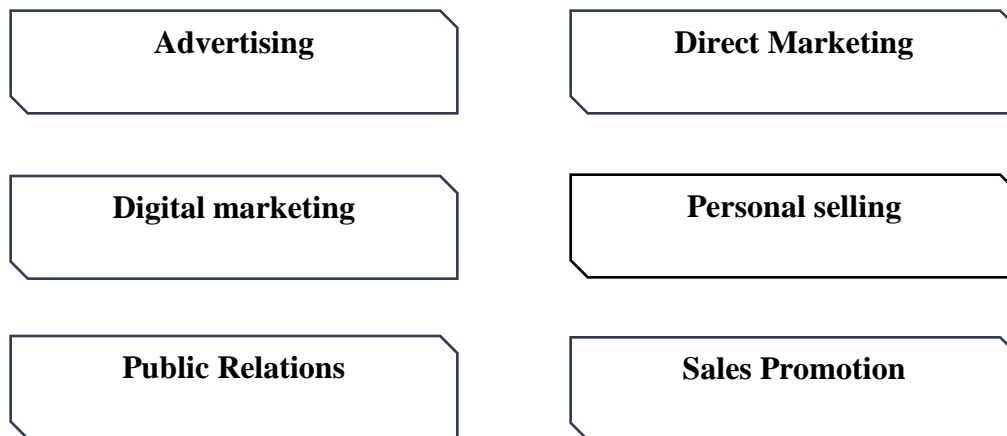 Advertising
Direct Marketing
Digital marketing
Personal selling
Public Relations
Sales Promotion